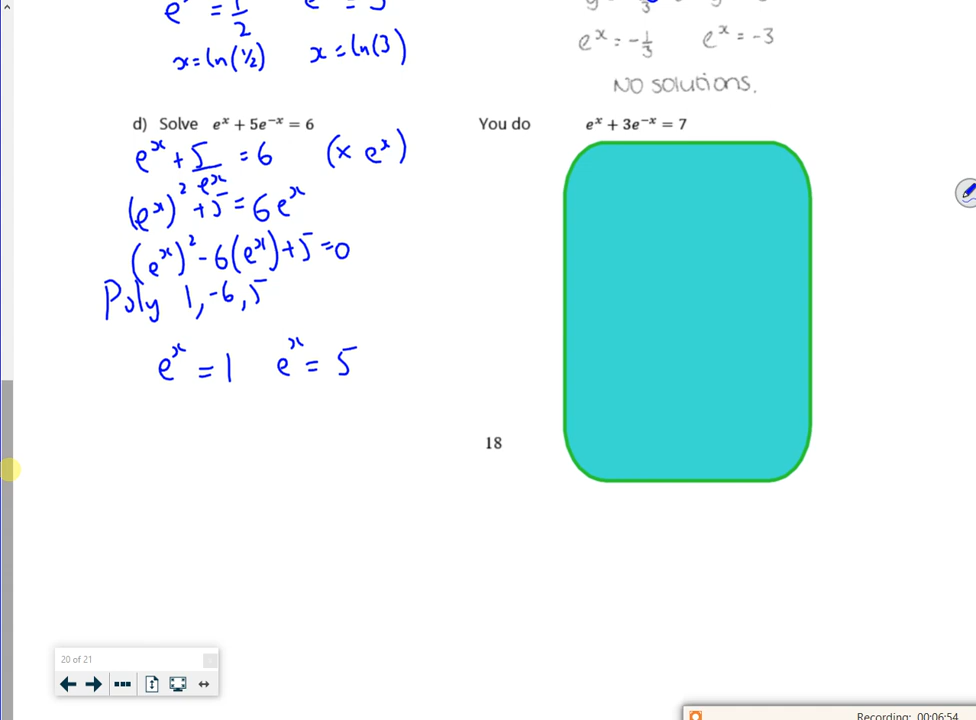 e^x = 1/2
x = ln(1/2) x = ln(3)
e^x = -1/3 e^x = -3
NO solutions.
d) Solve e^x + 5e^-x = 6
e^x + 5/e^x = 6 (× e^x)
(e^x)^2 + 5 = 6e^x
(e^x)^2 - 6(e^x) + 5 = 0
Poly 1, -6, 5
e^x = 1 e^x = 5
You do e^x + 3e^-x = 7
18
20 of 21
Recording: 00:06:54